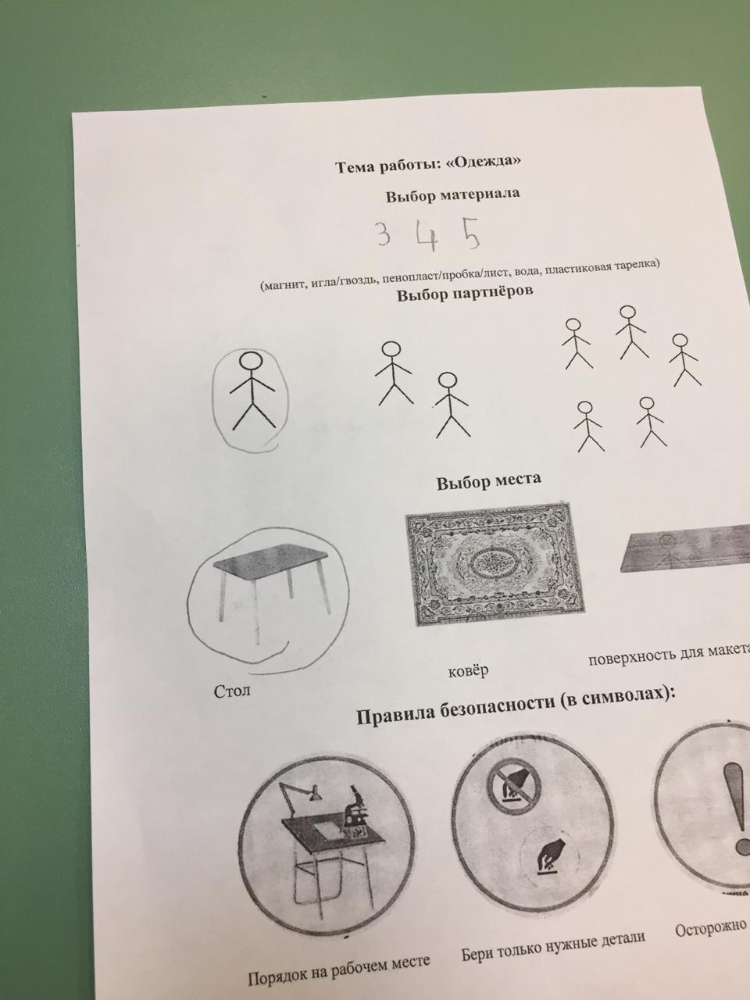 Тема работы: «Одежда»
Выбор материала
3 4 5
(магнит, игла/гвоздь, пенопласт/пробка/лист, вода, пластиковая тарелка)
Выбор партнёров
Выбор места
Стол
ковёр
поверхность для макета
Правила безопасности (в символах):
Порядок на рабочем месте
Бери только нужные детали
Осторожно